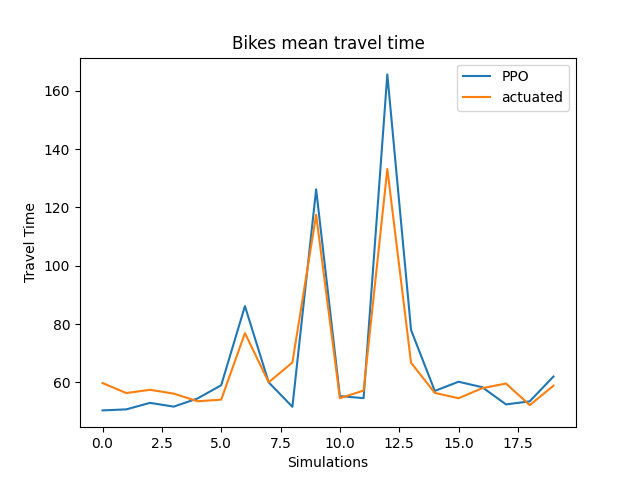 Bikes mean travel time
PPO
actuated
Travel Time
160
140
120
100
80
60
0.0 2.5 5.0 7.5 10.0 12.5 15.0 17.5
Simulations